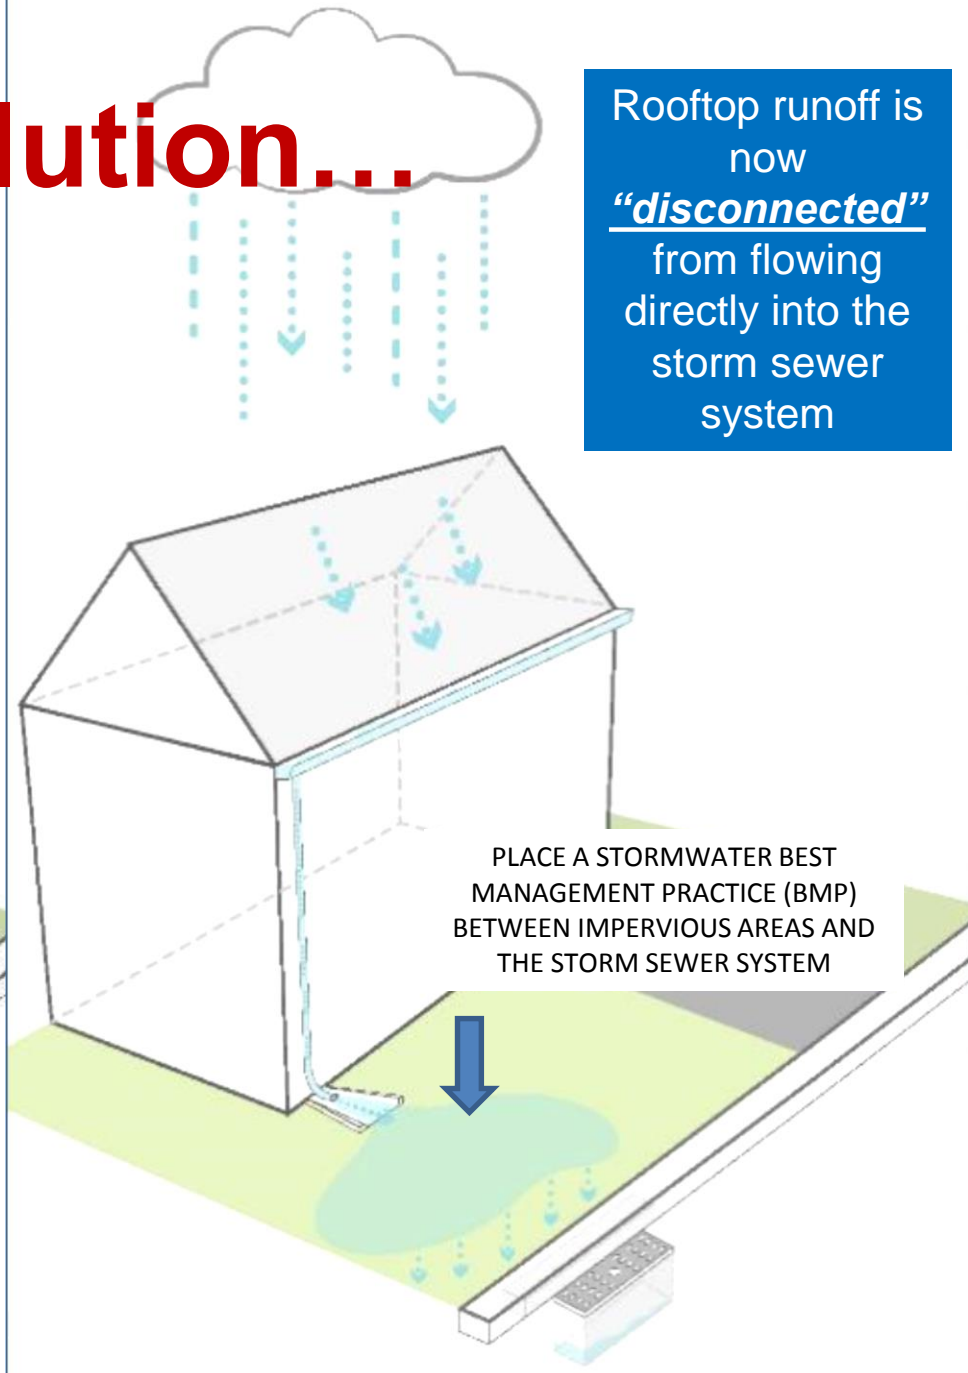 lution...
Rooftop runoff is
now
“disconnected”
from flowing
directly into the
storm sewer
system
PLACE A STORMWATER BEST
MANAGEMENT PRACTICE (BMP)
BETWEEN IMPERVIOUS AREAS AND
THE STORM SEWER SYSTEM